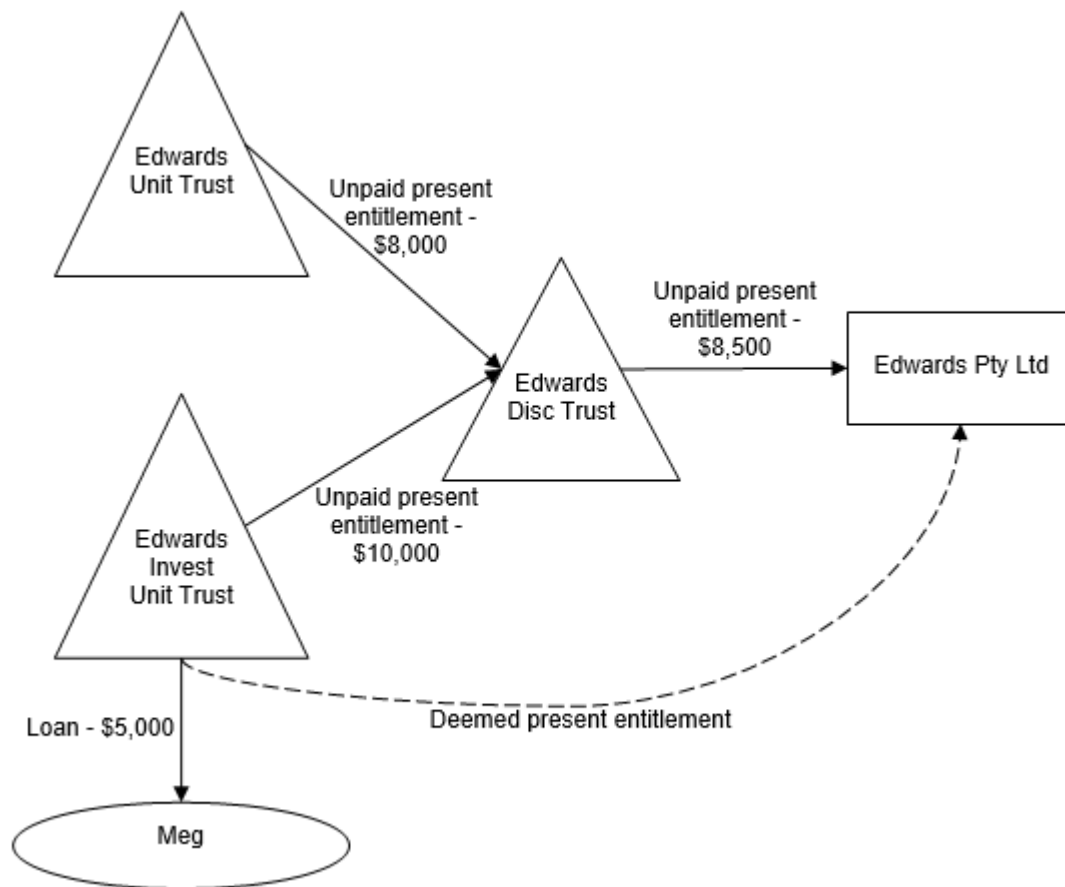 Edwards
Unit Trust
Unpaid present
entitlement -
$8,000
Unpaid present
entitlement -
$8,500
Edwards Pty Ltd
Edwards
Disc Trust
Unpaid present
entitlement -
$10,000
Edwards
Invest
Unit Trust
Loan - $5,000
Deemed present entitlement
Meg